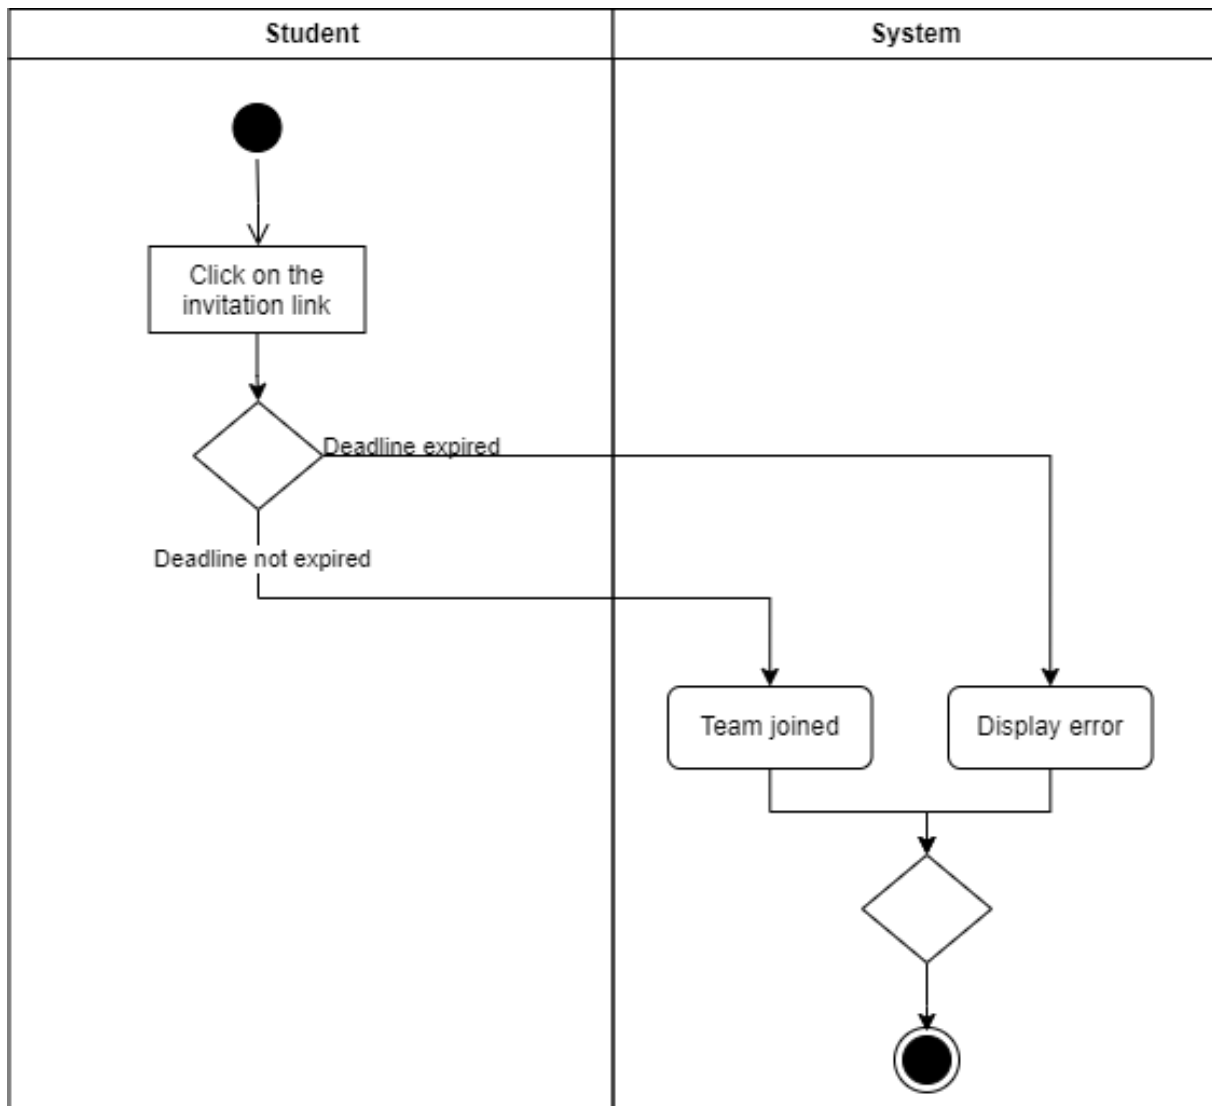 Student
System
Click on the
invitation link
Deadline expired
Deadline not expired
Team joined
Display error